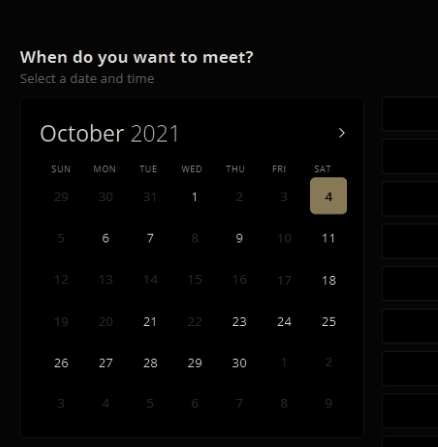 When do you want to meet?
Select a date and time
October 2021
SUN MON TUE WED THU FRI SAT
29 30 31 1 2 3 4
5 6 7 8 9 10 11
12 13 14 15 16 17 18
19 20 21 22 23 24 25
26 27 28 29 30 1 2
3 4 5 6 7 8 9